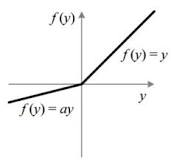 f(y)
f(y) = y
y
f(y) = ay